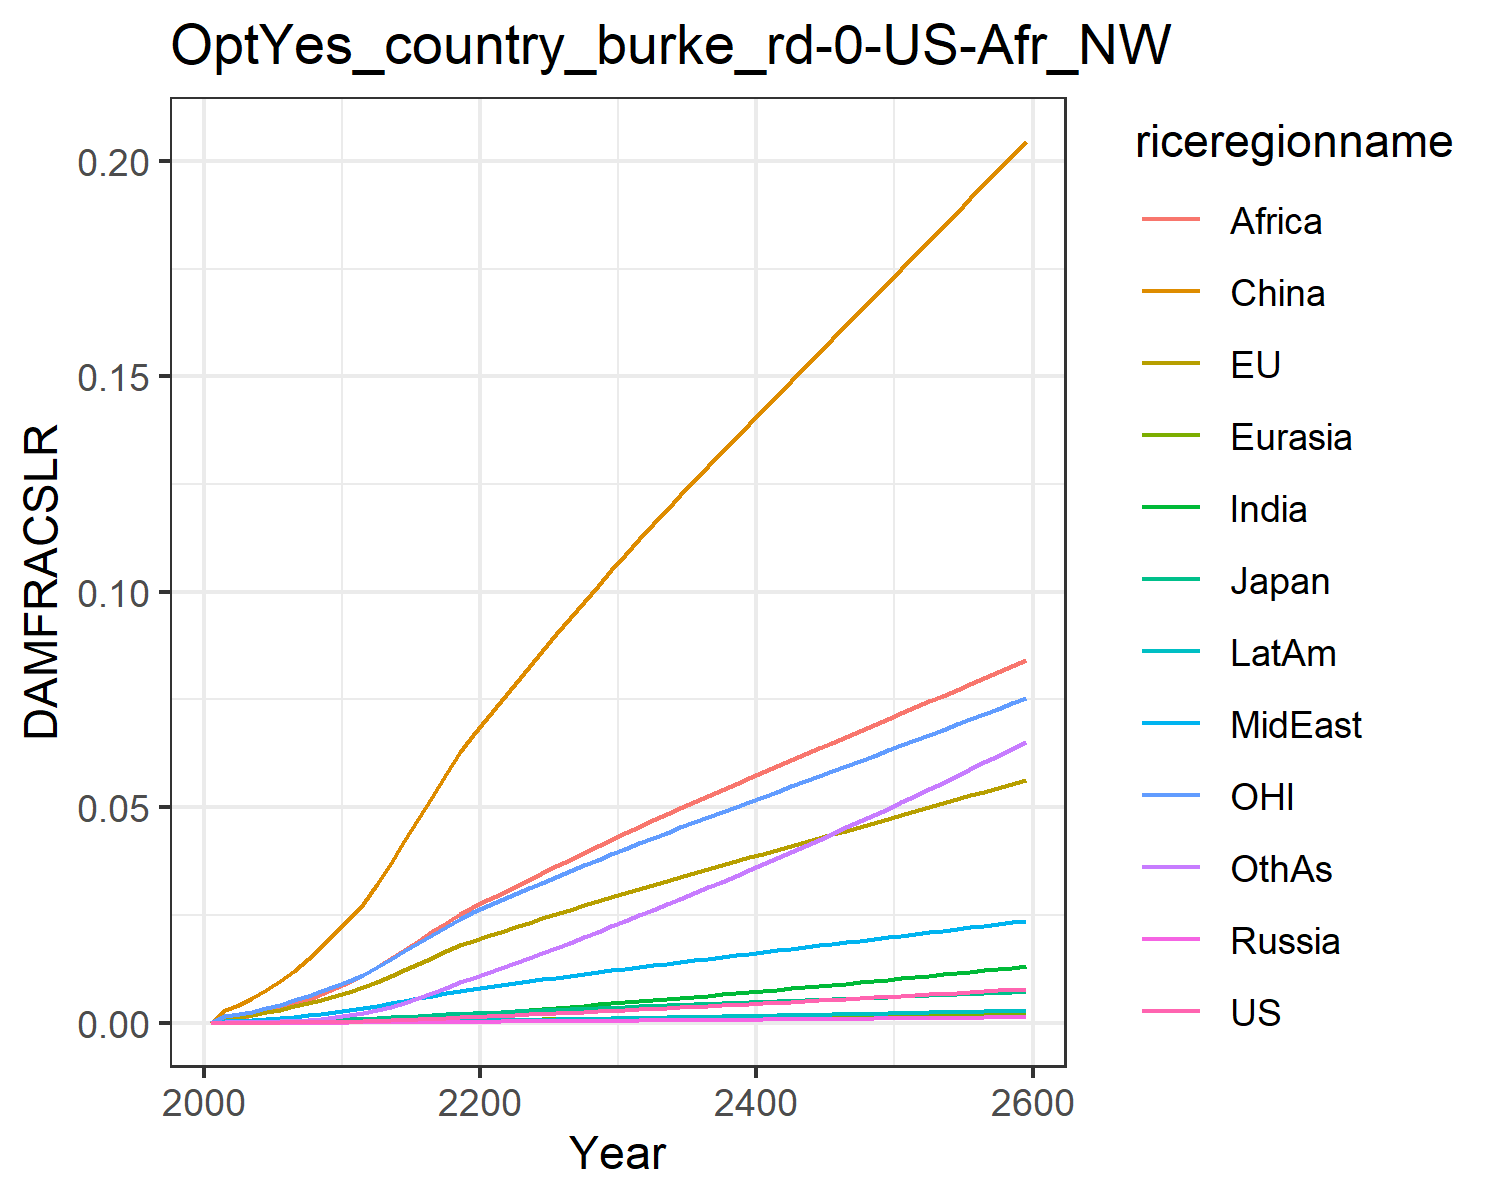 OptYes_country_burke_rd-0-US-Afr_NW
DAMFRACSLR
0.20
0.15
0.10
0.05
0.00
2000
2200
2400
2600
Year
riceregionname
Africa
China
EU
Eurasia
India
Japan
LatAm
MidEast
OHI
OthAs
Russia
US